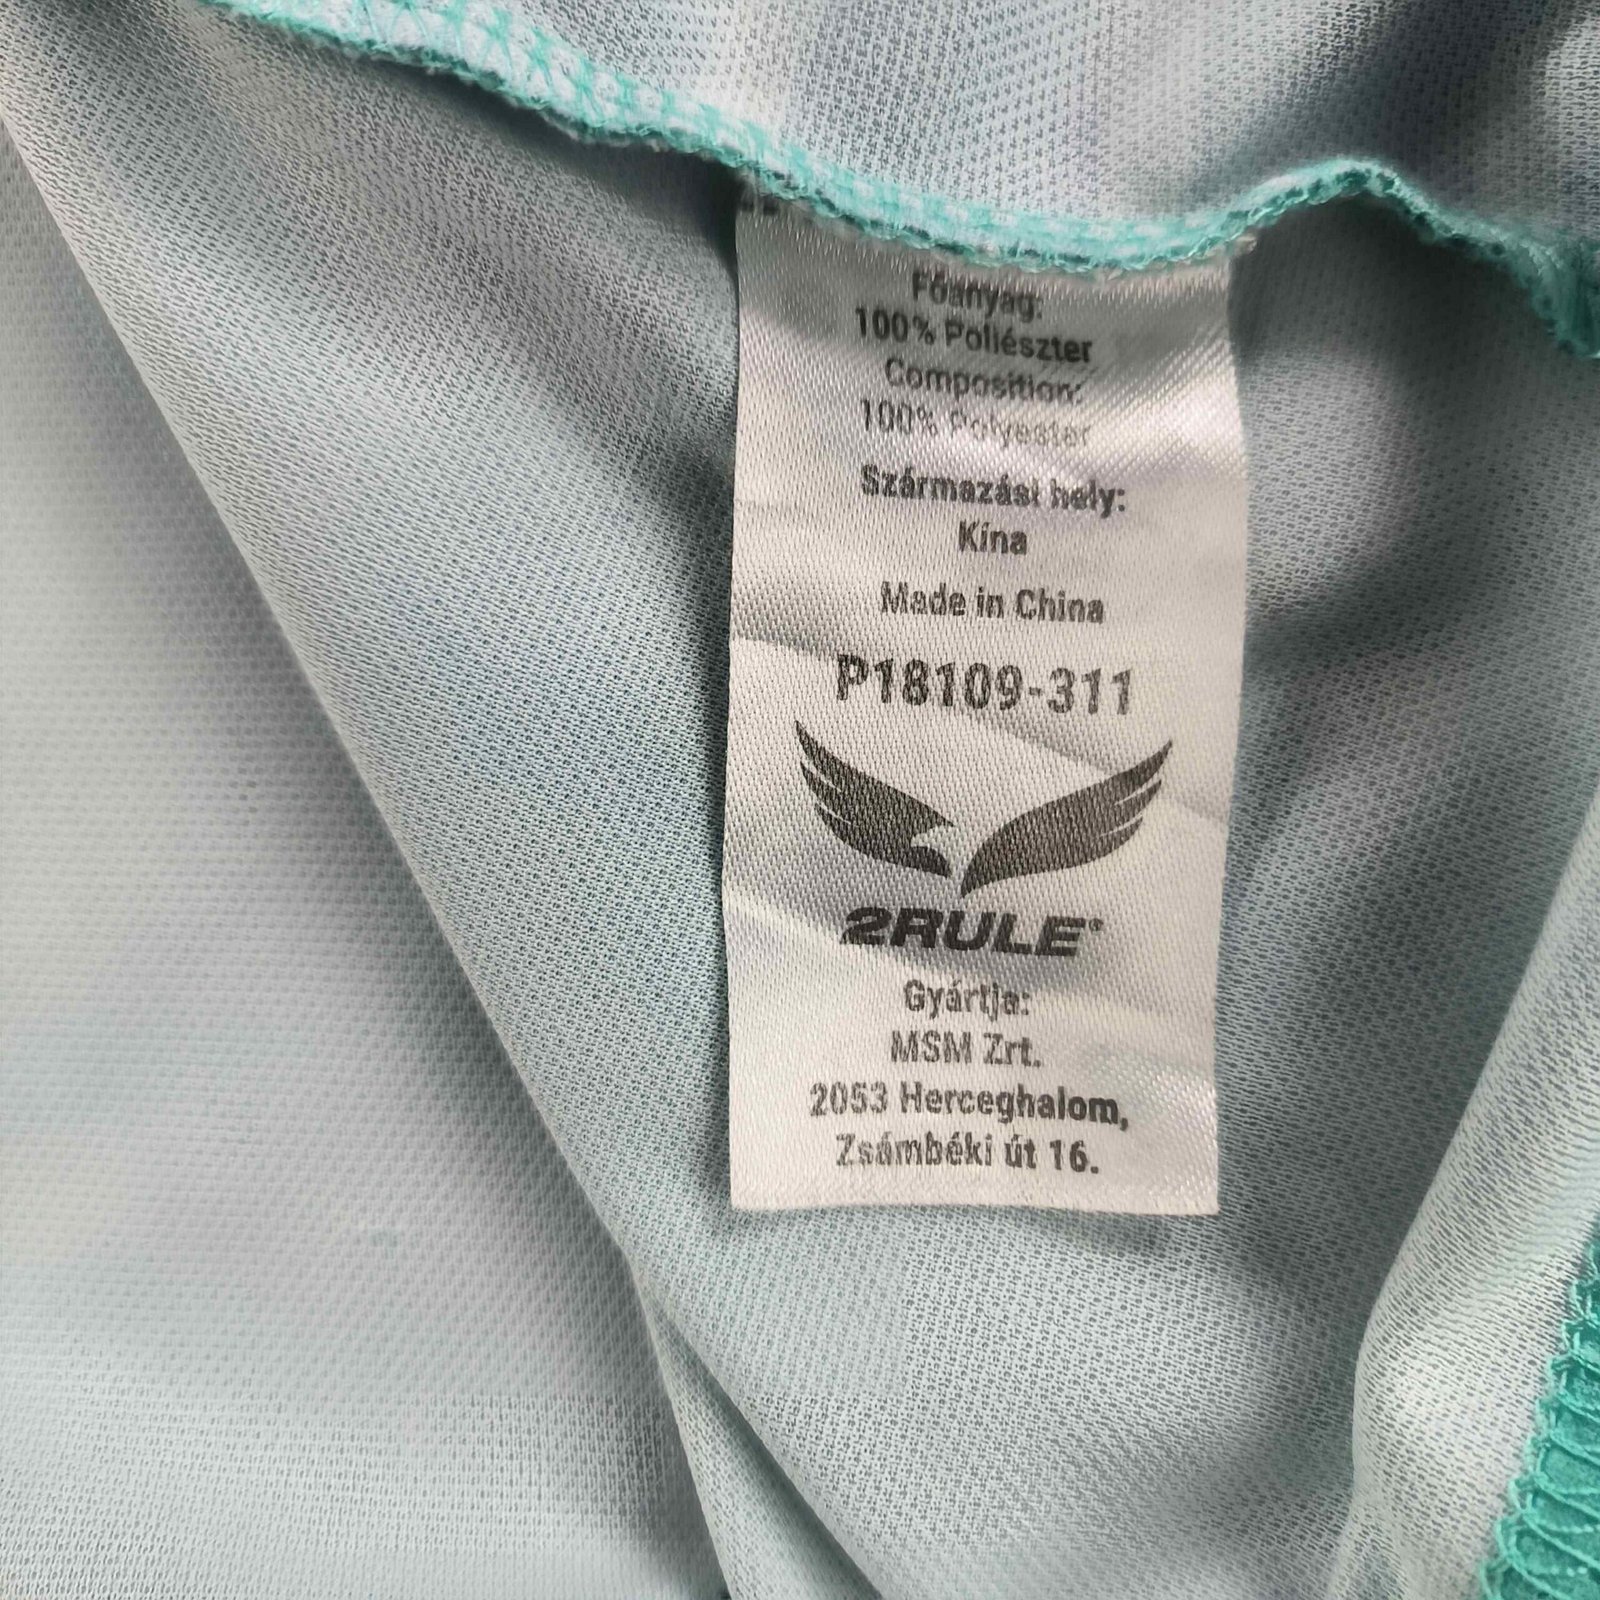 Főanyag:
100% Poliészter
Composition:
100% Polyester
Származási hely:
Kína
Made in China
P18109-311
2RULE®
Gyártja:
MSM Zrt.
2053 Herceghalom,
Zsámbéki út 16.